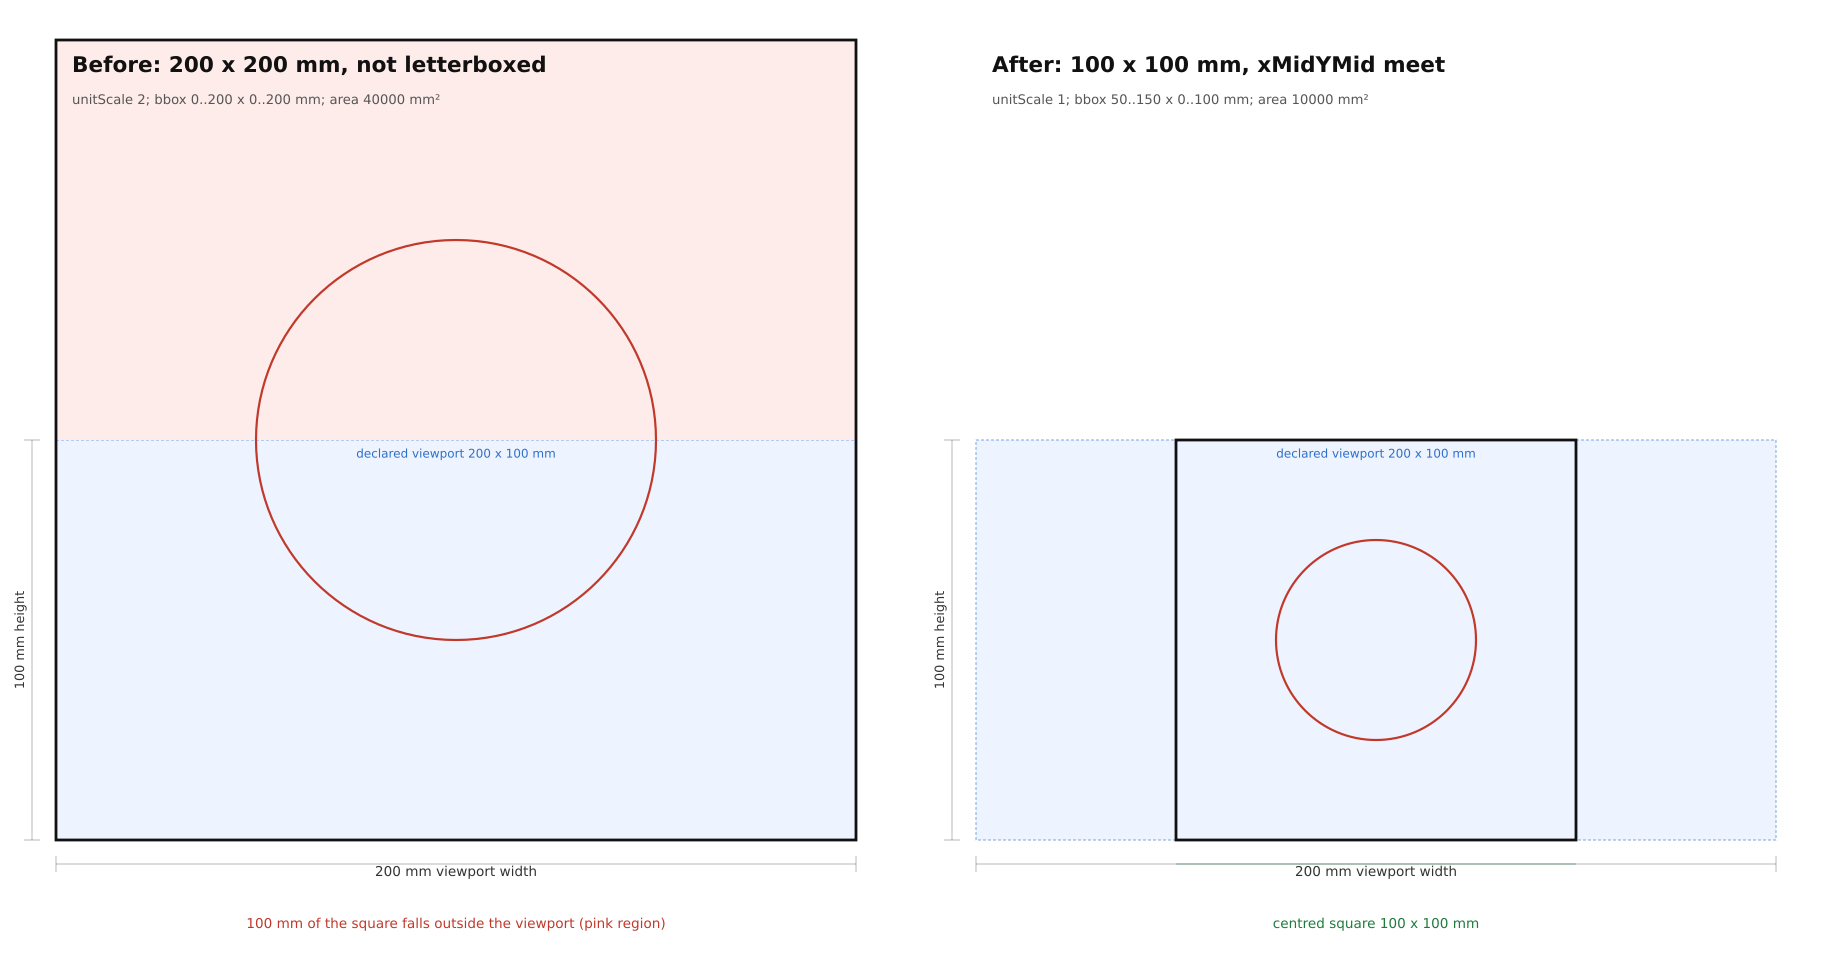 Before: 200 x 200 mm, not letterboxed
unitScale 2; bbox 0..200 x 0..200 mm; area 40000 mm²
declared viewport 200 x 100 mm
100 mm height
200 mm viewport width
100 mm of the square falls outside the viewport (pink region)
After: 100 x 100 mm, xMidYMid meet
unitScale 1; bbox 50..150 x 0..100 mm; area 10000 mm²
declared viewport 200 x 100 mm
100 mm height
200 mm viewport width
centred square 100 x 100 mm